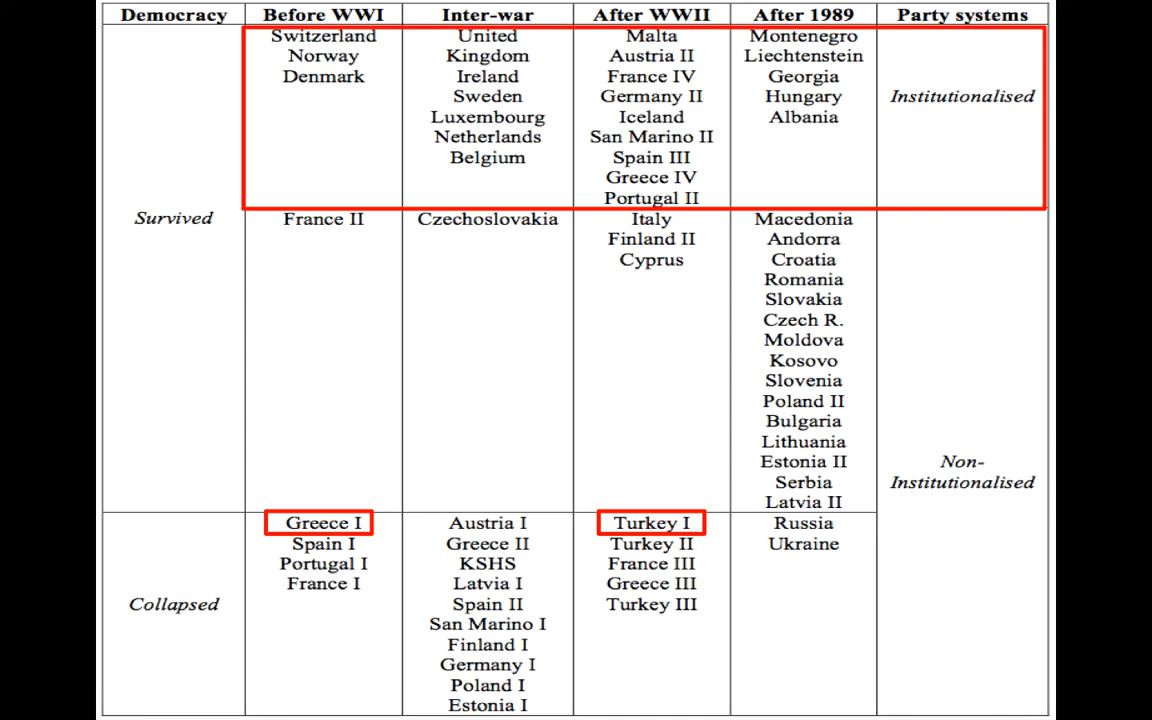 Democracy Before WWI Inter-war After WWII After 1989 Party systems
Switzerland United Malta Montenegro
Norway Kingdom Austria II Liechtenstein
Denmark Ireland France IV Georgia
Sweden Germany II Hungary Institutionalised
Luxembourg Iceland Albania
Netherlands San Marino II
Belgium Spain III
Greece IV
Portugal II
Survived France II Czechoslovakia Italy Macedonia
Finland II Andorra
Cyprus Croatia
Romania
Slovakia
Czech R.
Moldova
Kosovo
Slovenia
Poland II
Bulgaria
Lithuania
Estonia II Non-
Serbia Institutionalised
Latvia II
Greece I Austria I Turkey I Russia
Spain I Greece II Turkey II Ukraine
Portugal I KSHS France III
France I Latvia I Greece III
Collapsed Spain II Turkey III
San Marino I
Finland I
Germany I
Poland I
Estonia I